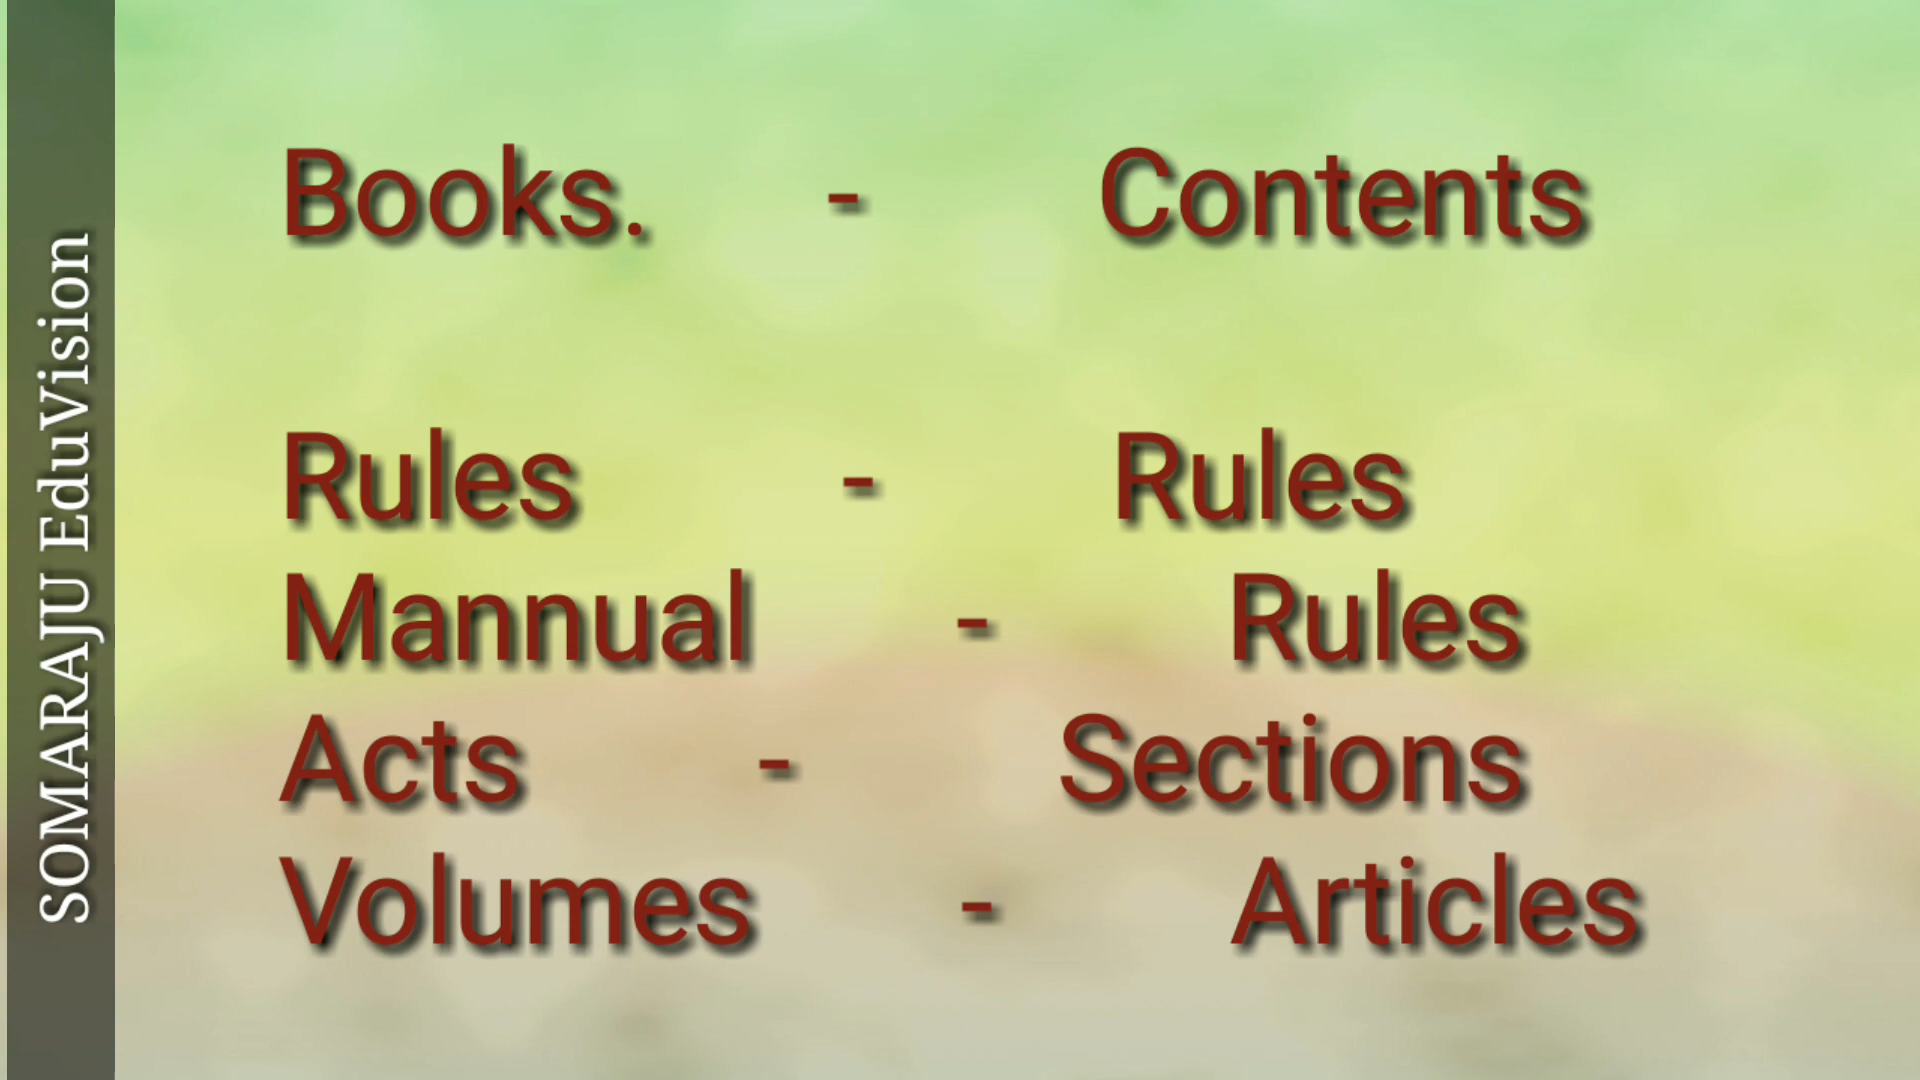 SOMARAJU EduVision
Books. - Contents
Rules - Rules
Mannual - Rules
Acts - Sections
Volumes - Articles